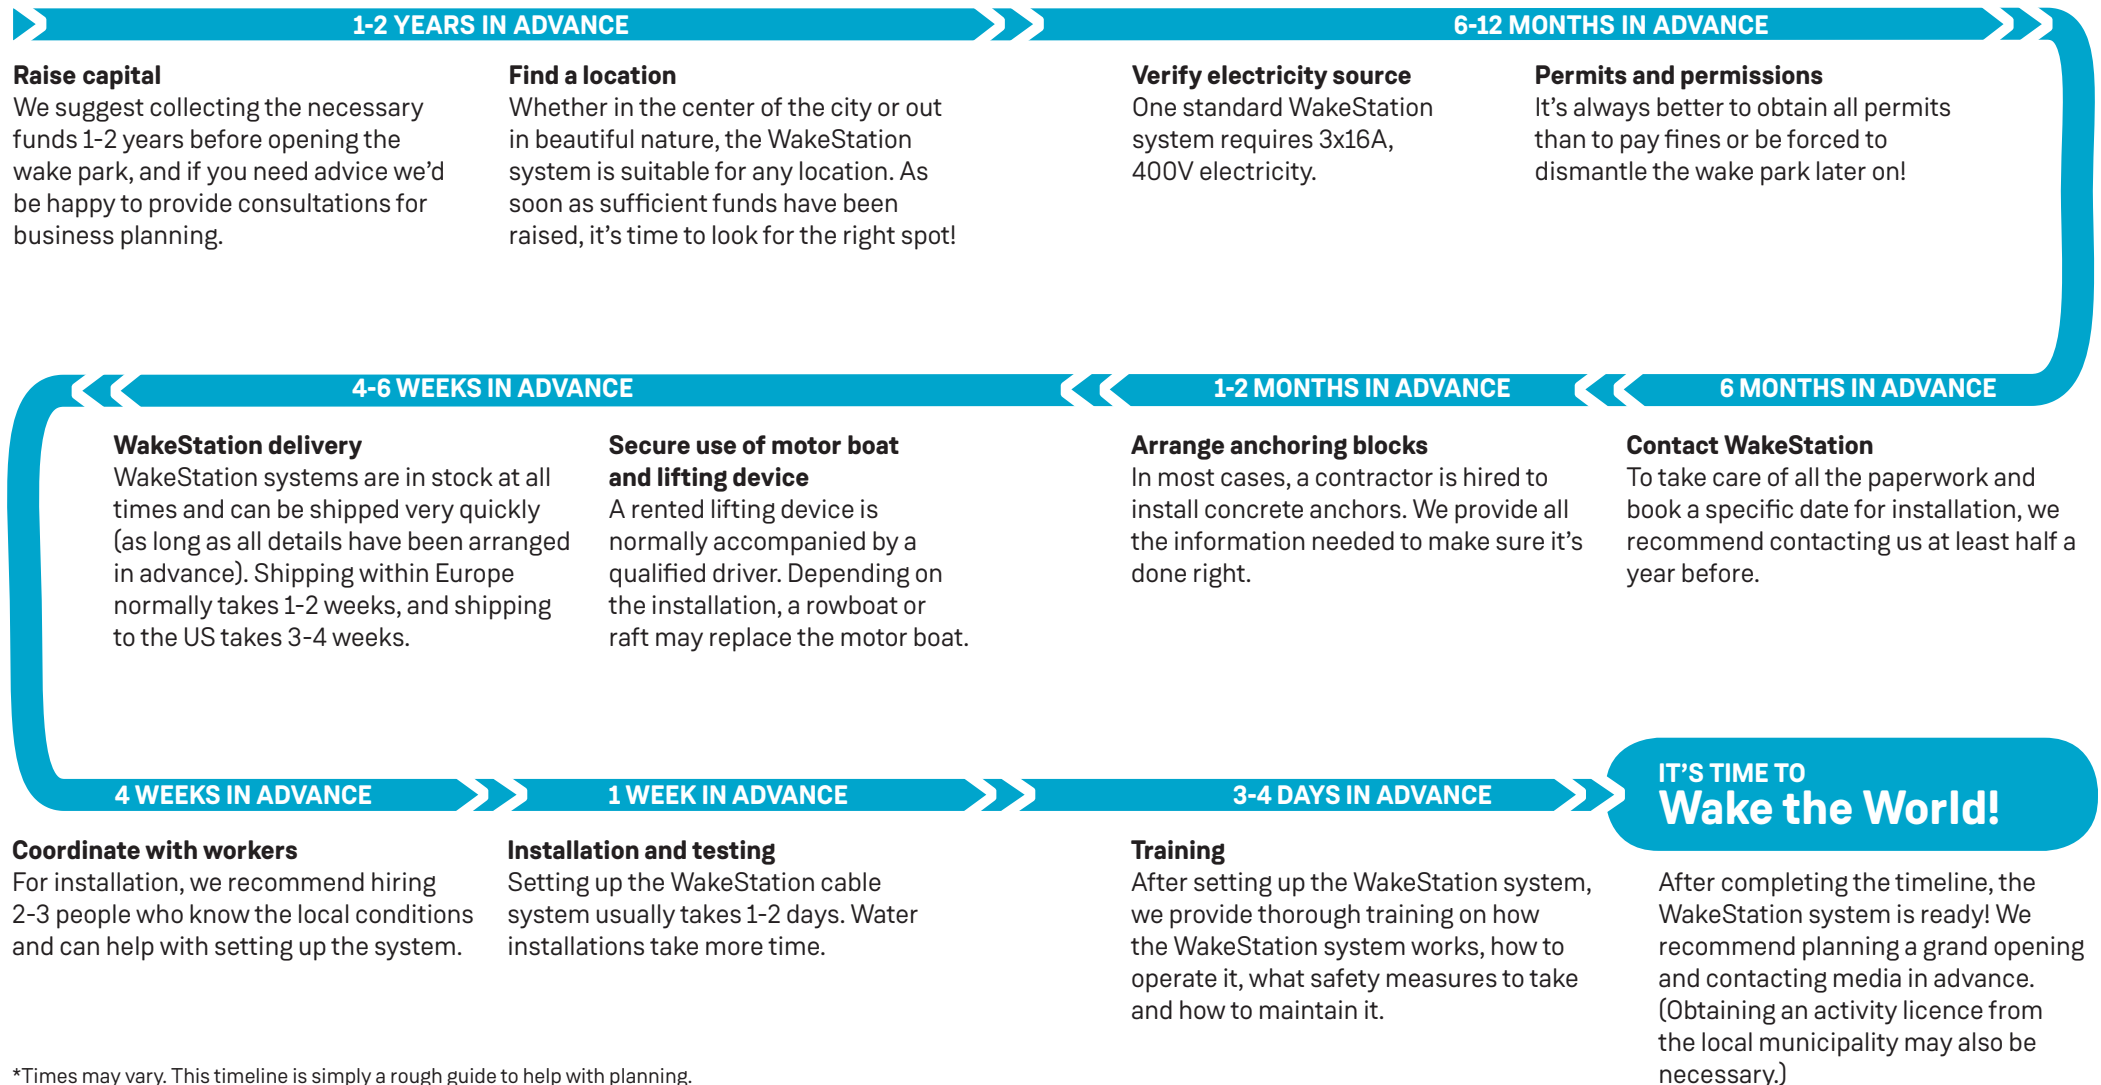 1-2 YEARS IN ADVANCE
6-12 MONTHS IN ADVANCE
Raise capital
We suggest collecting the necessary
funds 1-2 years before opening the
wake park, and if you need advice we'd
be happy to provide consultations for
business planning.
Find a location
Whether in the center of the city or out
in beautiful nature, the WakeStation
system is suitable for any location. As
soon as sufficient funds have been
raised, it's time to look for the right spot!
Verify electricity source
One standard WakeStation
system requires 3x16A,
400V electricity.
Permits and permissions
It's always better to obtain all permits
than to pay fines or be forced to
dismantle the wake park later on!
6 MONTHS IN ADVANCE
Contact WakeStation
To take care of all the paperwork and
book a specific date for installation, we
recommend contacting us at least half a
year before.
1-2 MONTHS IN ADVANCE
Arrange anchoring blocks
In most cases, a contractor is hired to
install concrete anchors. We provide all
the information needed to make sure it's
done right.
4-6 WEEKS IN ADVANCE
WakeStation delivery
WakeStation systems are in stock at all
times and can be shipped very quickly
(as long as all details have been arranged
in advance). Shipping within Europe
normally takes 1-2 weeks, and shipping
to the US takes 3-4 weeks.
Secure use of motor boat
and lifting device
A rented lifting device is
normally accompanied by a
qualified driver. Depending on
the installation, a rowboat or
raft may replace the motor boat.
4 WEEKS IN ADVANCE
Coordinate with workers
For installation, we recommend hiring
2-3 people who know the local conditions
and can help with setting up the system.
1 WEEK IN ADVANCE
Installation and testing
Setting up the WakeStation cable
system usually takes 1-2 days. Water
installations take more time.
3-4 DAYS IN ADVANCE
Training
After setting up the WakeStation system,
we provide thorough training on how
the WakeStation system works, how to
operate it, what safety measures to take
and how to maintain it.
IT'S TIME TO
Wake the World!
After completing the timeline, the
WakeStation system is ready! We
recommend planning a grand opening
and contacting media in advance.
(Obtaining an activity licence from
the local municipality may also be
necessary.)
*Times may vary. This timeline is simply a rough guide to help with planning.